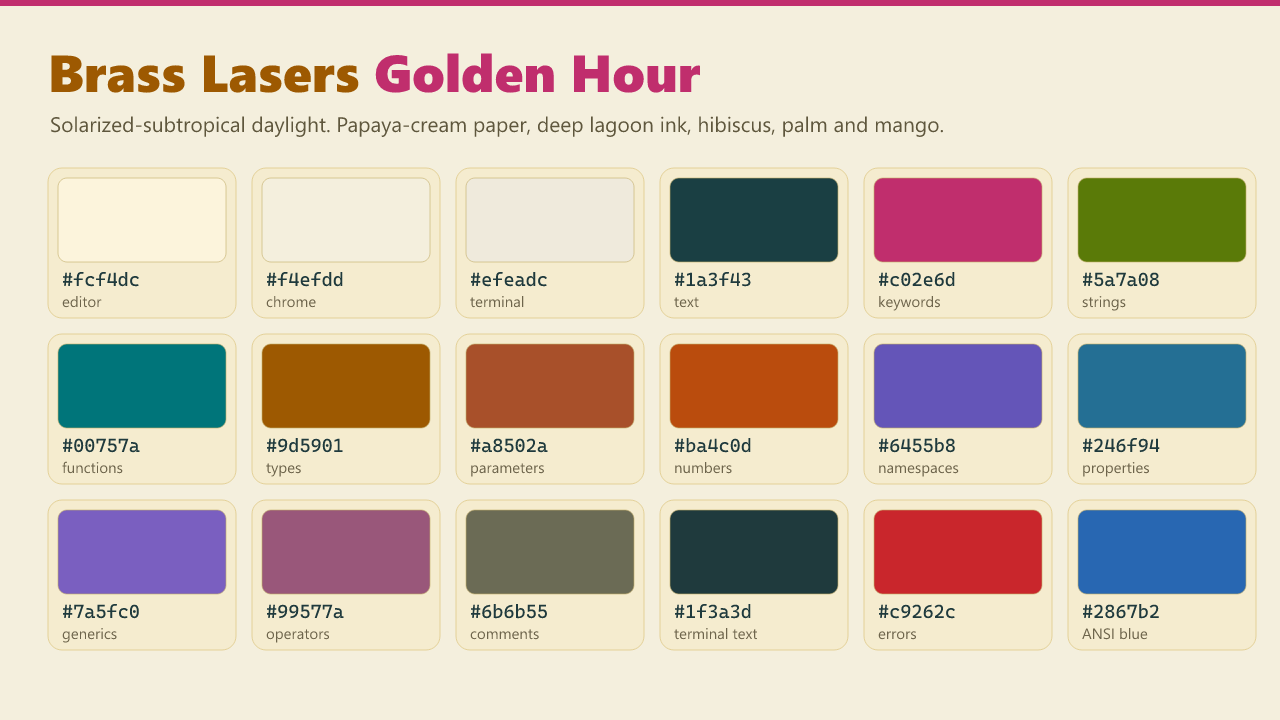 Brass Lasers Golden Hour
Solarized-subtropical daylight. Papaya-cream paper, deep lagoon ink, hibiscus, palm and mango.
#fcf4dc #f4efdd #efeadc #1a3f43 #c02e6d #5a7a08
editor chrome terminal text keywords strings
#00757a #9d5901 #a8502a #ba4c0d #6455b8 #246f94
functions types parameters numbers namespaces properties
#7a5fc0 #99577a #6b6b55 #1f3a3d #c9262c #2867b2
generics operators comments terminal text errors ANSI blue